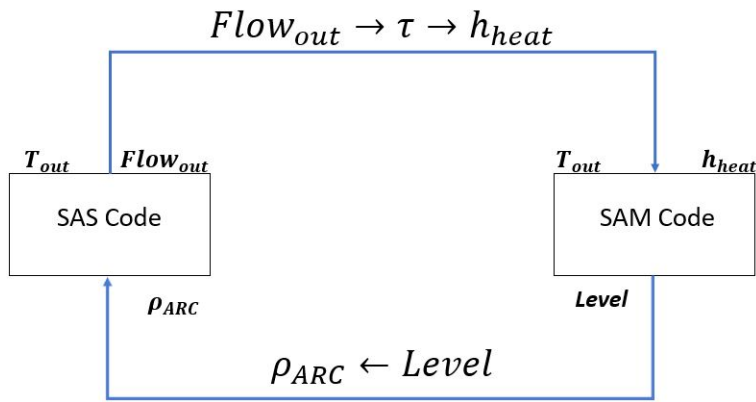 Flow_out → τ → h_heat
T_out Flow_out T_out h_heat
SAS Code SAM Code
ρ_ARC Level
ρ_ARC ← Level